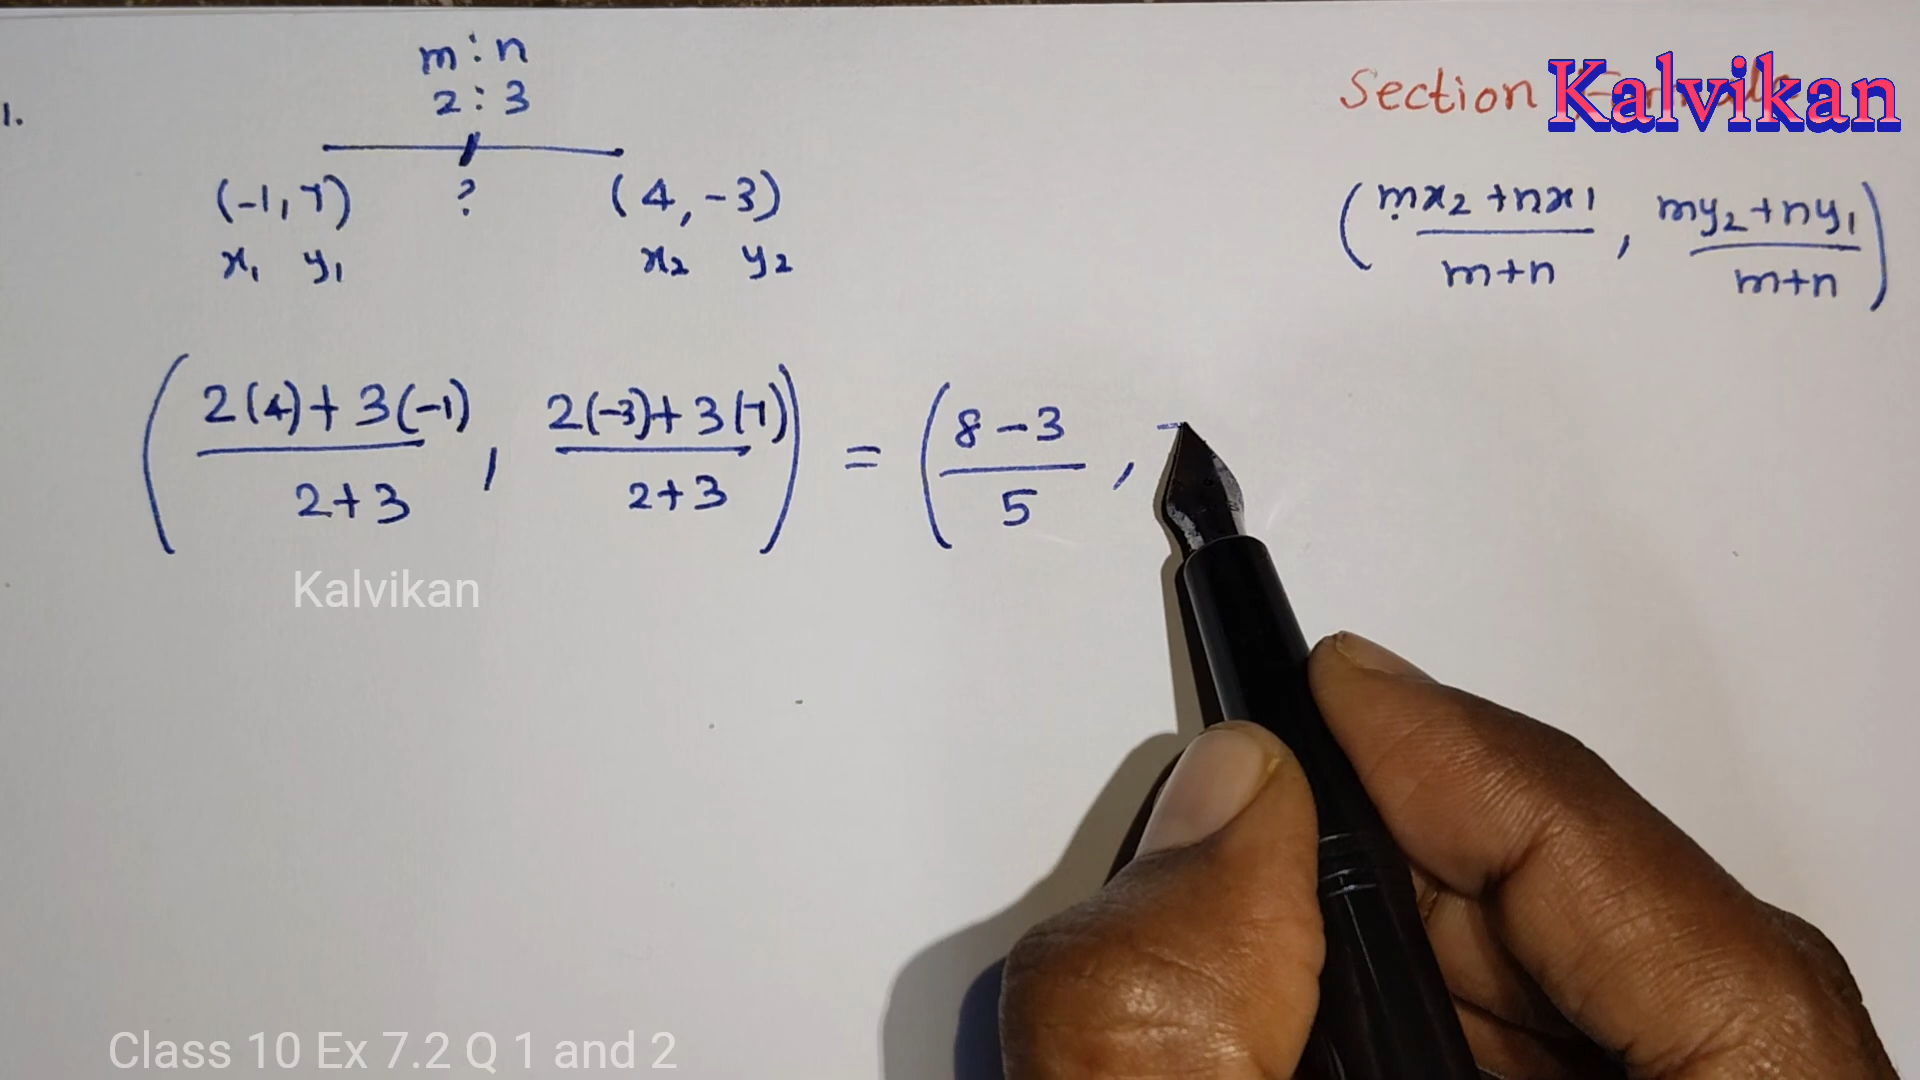 m : n
1.
2 : 3
Section
Kalvikan
(-1, 7) ? (4, -3)
x₁ y₁ x₂ y₂
(mx₂ + nx₁ / m+n , my₂ + ny₁ / m+n)
(2(4) + 3(-1) / 2+3 , 2(-3) + 3(7) / 2+3) = (8 - 3 / 5 , -
Kalvikan
Class 10 Ex 7.2 Q 1 and 2